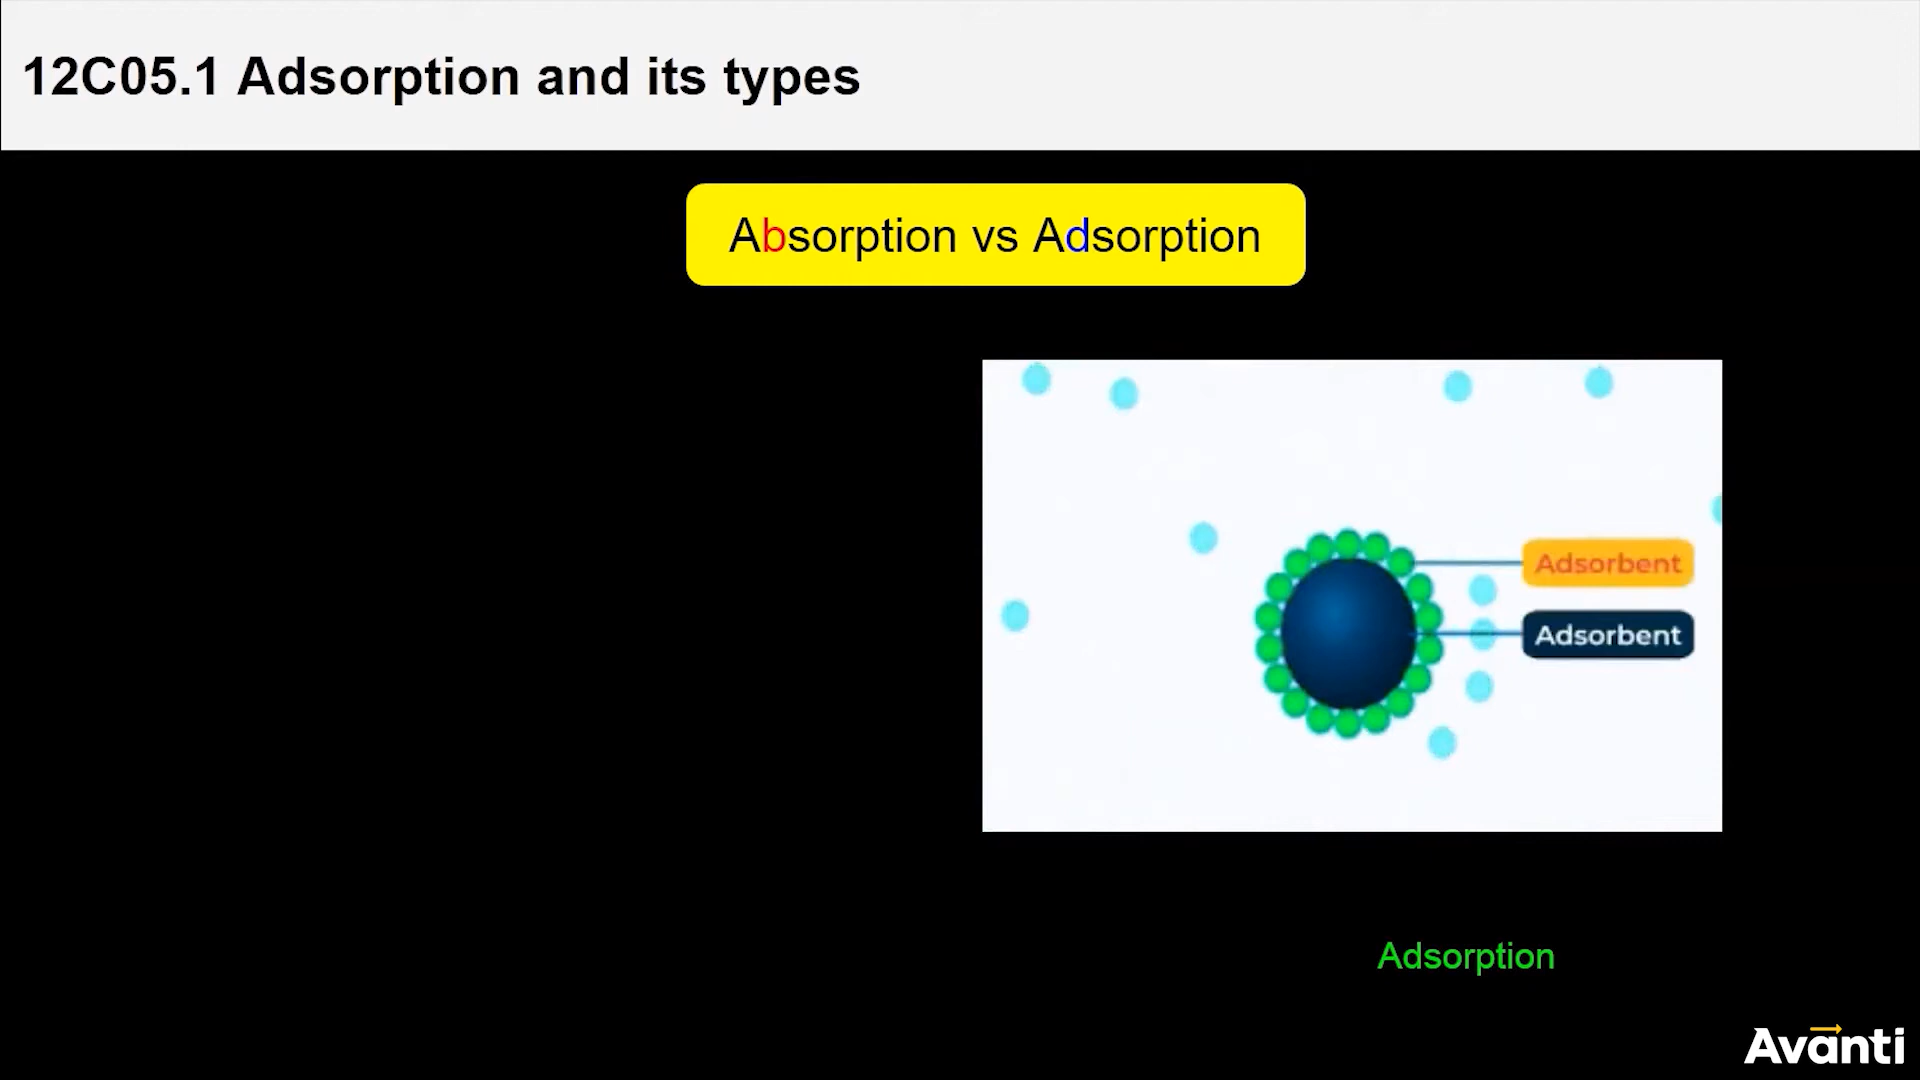 12C05.1 Adsorption and its types
Absorption vs Adsorption
Adsorbent
Adsorbent
Adsorption
Avanti